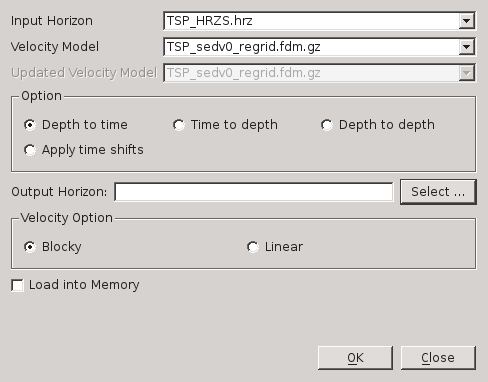 Input Horizon TSP_HRZS.hrz
Velocity Model TSP_sedv0_regrid.fdm.gz
Updated Velocity Model TSP_sedv0_regrid.fdm.gz
Option
Depth to time Time to depth Depth to depth
Apply time shifts
Output Horizon: Select ...
Velocity Option
Blocky Linear
Load into Memory
OK Close